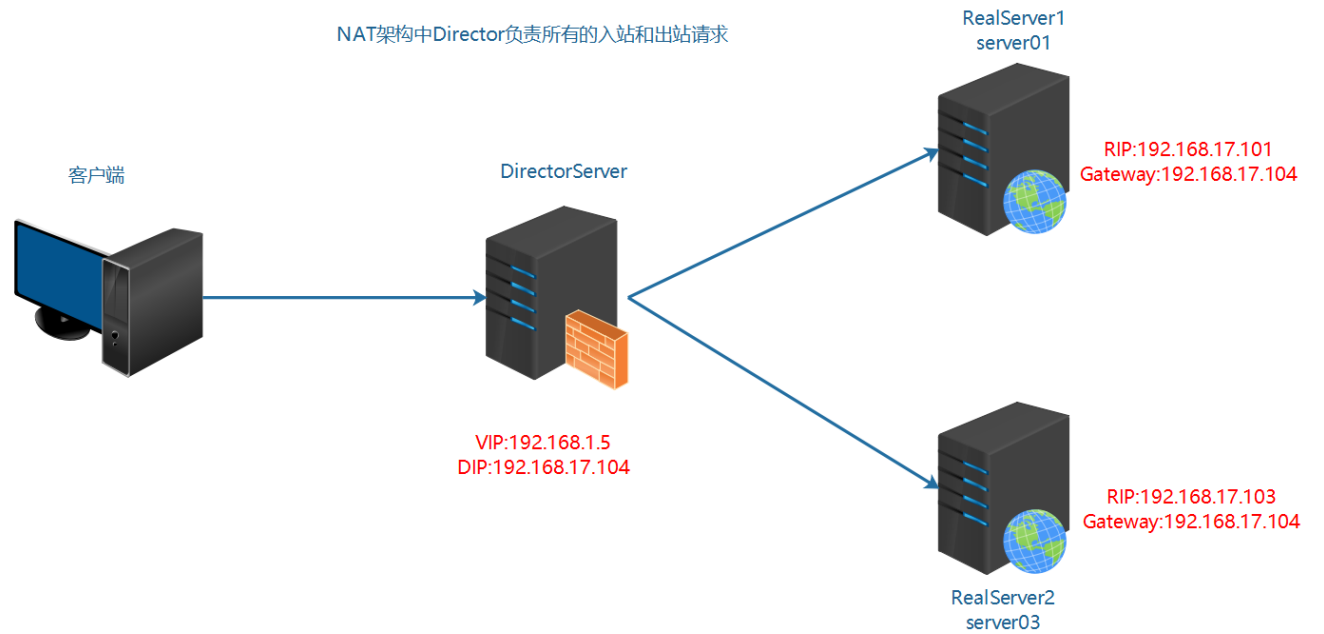 NAT架构中Director负责所有的入站和出站请求
RealServer1
server01
RIP:192.168.17.101
Gateway:192.168.17.104
客户端
DirectorServer
VIP:192.168.1.5
DIP:192.168.17.104
RIP:192.168.17.103
Gateway:192.168.17.104
RealServer2
server03